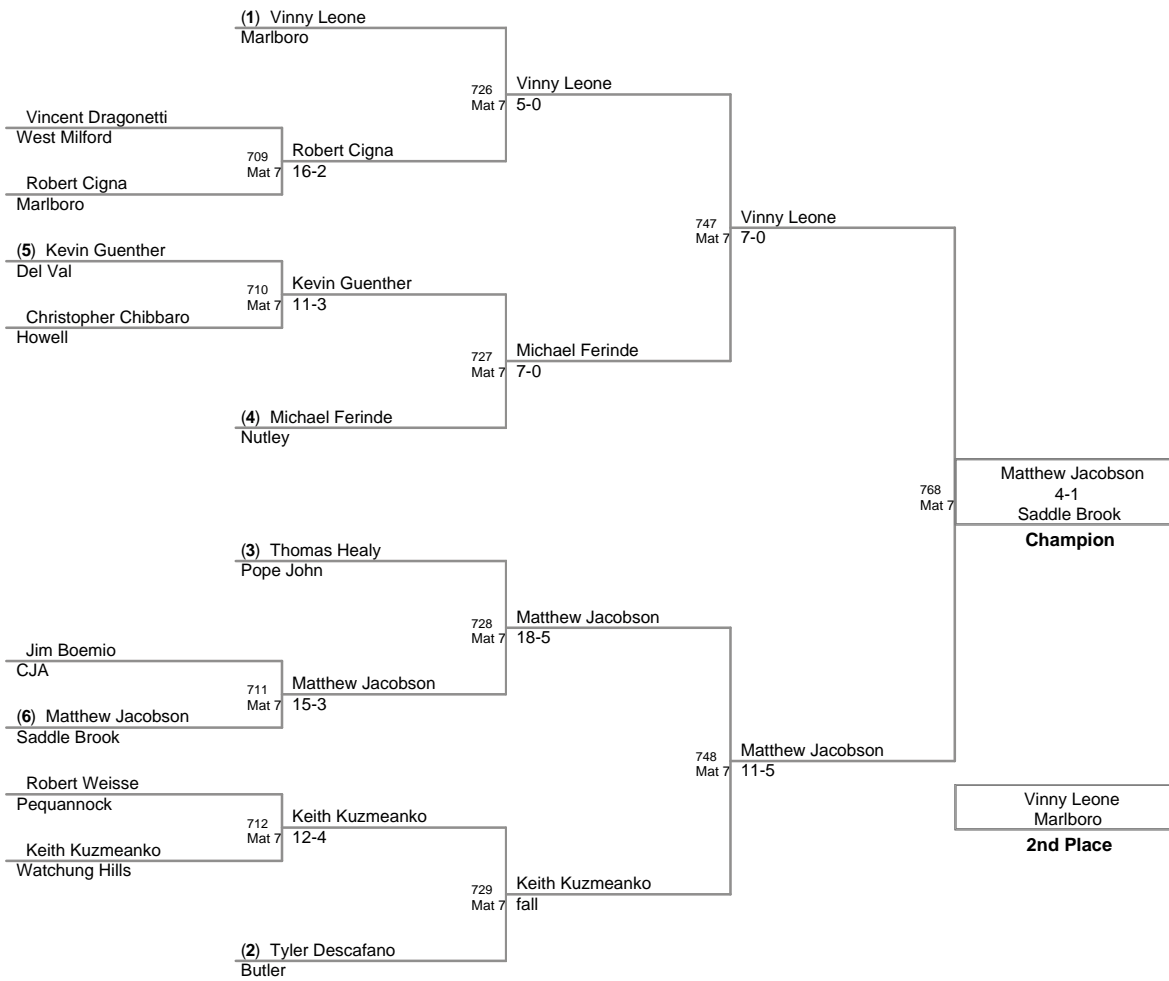 (1) Vinny Leone
Marlboro
726
Mat 7
Vinny Leone
5-0
Vincent Dragonetti
West Milford
709
Mat 7
Robert Cigna
16-2
Robert Cigna
Marlboro
747
Mat 7
Vinny Leone
7-0
(5) Kevin Guenther
Del Val
710
Mat 7
Kevin Guenther
11-3
Christopher Chibbaro
Howell
727
Mat 7
Michael Ferinde
7-0
(4) Michael Ferinde
Nutley
768
Mat 7
Matthew Jacobson
4-1
Saddle Brook
Champion
(3) Thomas Healy
Pope John
728
Mat 7
Matthew Jacobson
18-5
Jim Boemio
CJA
711
Mat 7
Matthew Jacobson
15-3
(6) Matthew Jacobson
Saddle Brook
748
Mat 7
Matthew Jacobson
11-5
Robert Weisse
Pequannock
712
Mat 7
Keith Kuzmeanko
12-4
Keith Kuzmeanko
Watchung Hills
Vinny Leone
Marlboro
2nd Place
729
Mat 7
Keith Kuzmeanko
fall
(2) Tyler Descafano
Butler